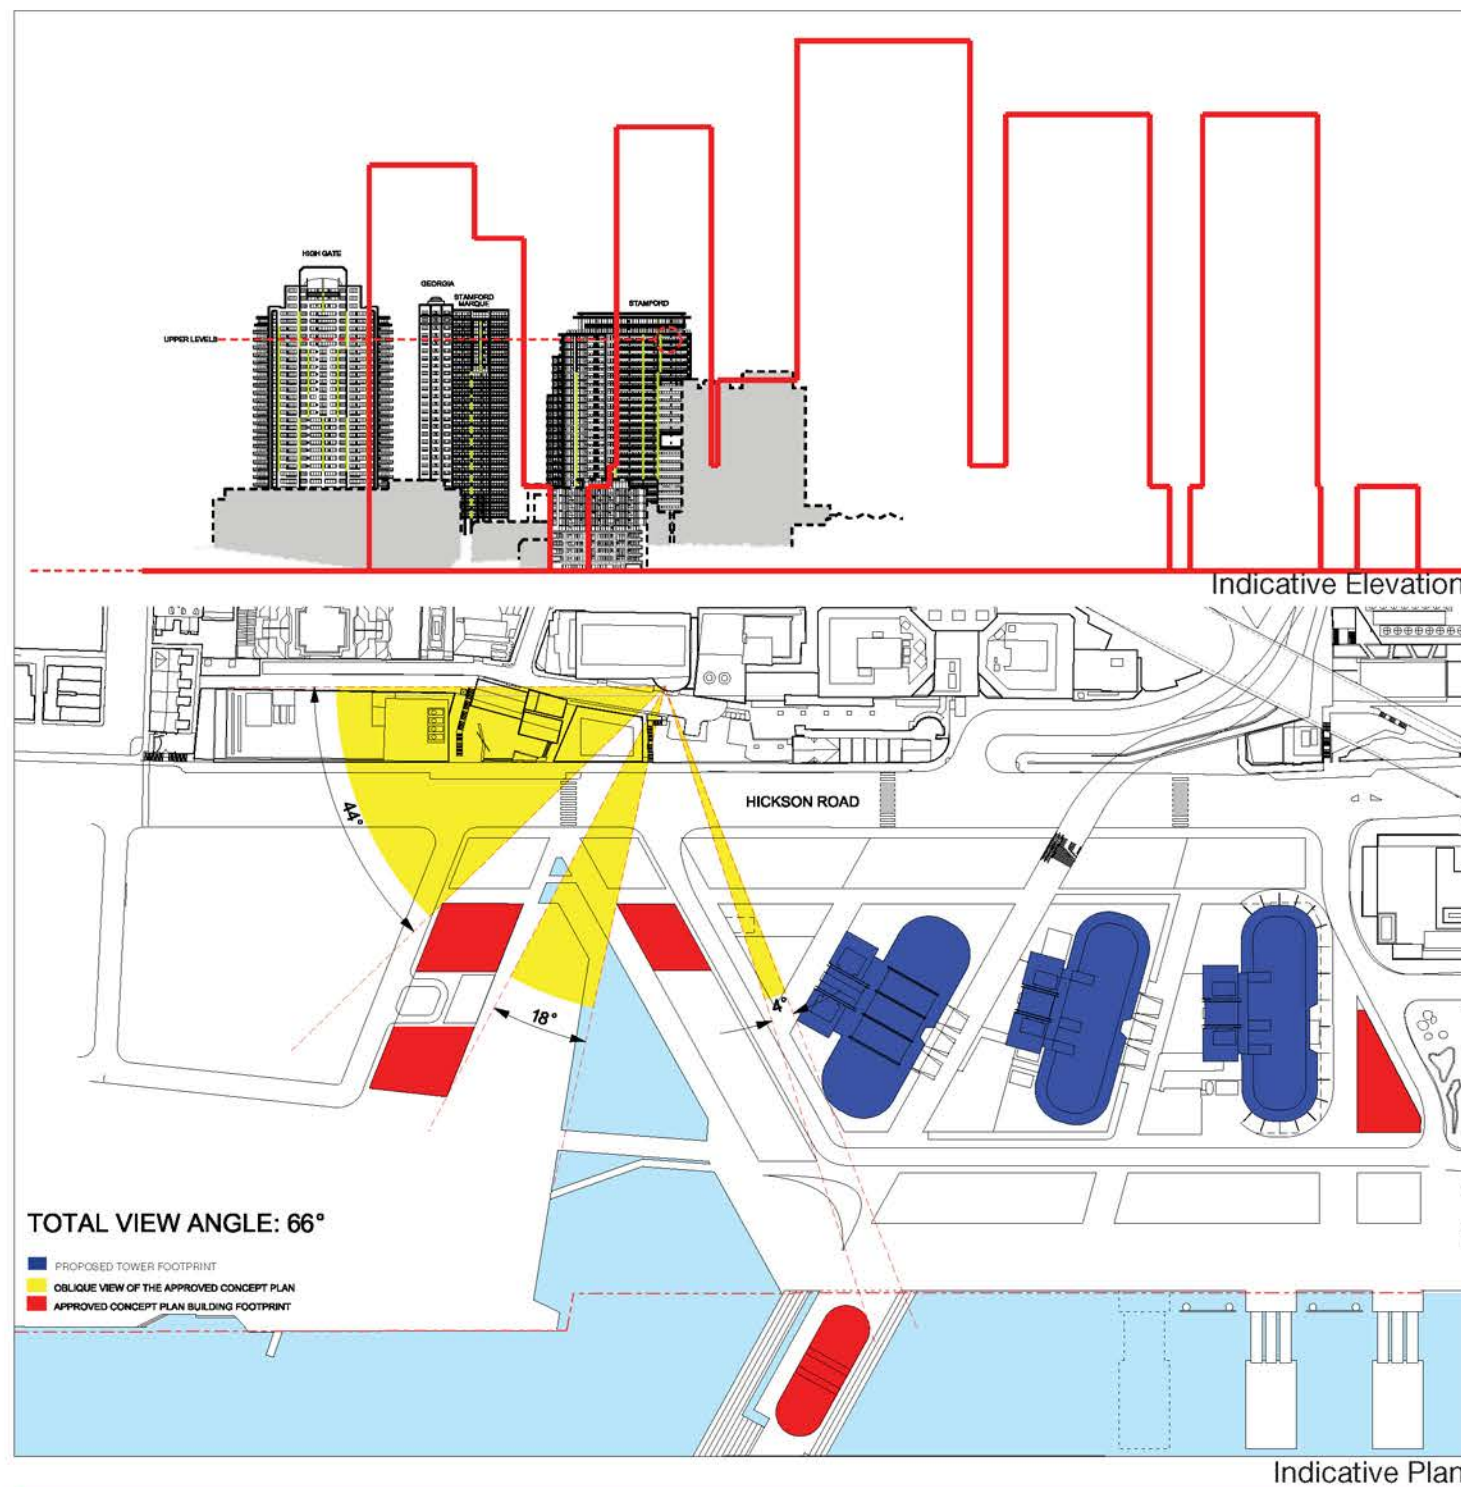 HIGH GATE
GEORGIA
STAMFORD
MARQUE
STAMFORD
UPPER LEVELS
Indicative Elevation
HICKSON ROAD
44°
18°
4°
TOTAL VIEW ANGLE: 66°
PROPOSED TOWER FOOTPRINT
OBLIQUE VIEW OF THE APPROVED CONCEPT PLAN
APPROVED CONCEPT PLAN BUILDING FOOTPRINT
Indicative Plan